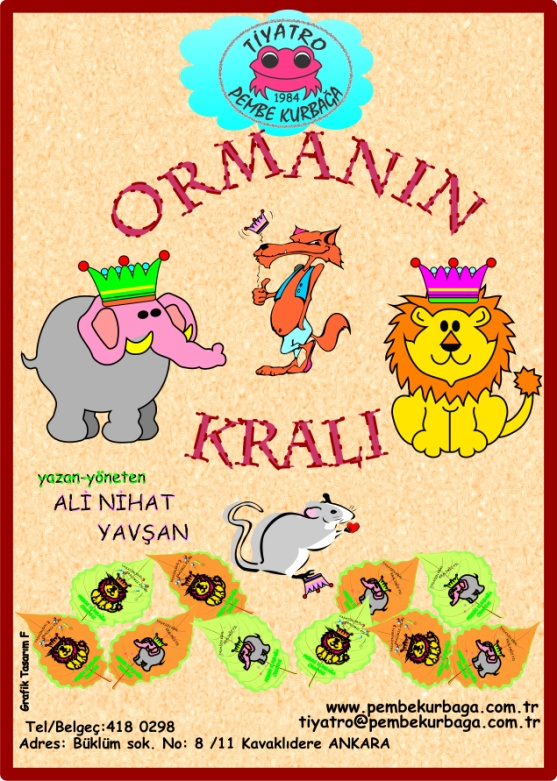 TİYATRO
1984
PEMBE KURBAĞA
ORMANIN
KRALI
yazan-yöneten
ALİ NİHAT
YAVŞAN
Grafik Tasarım F
www.pembekurbaga.com.tr
tiyatro@pembekurbaga.com.tr
Tel/Belgeç:418 0298
Adres: Büklüm sok. No: 8 /11 Kavaklıdere ANKARA